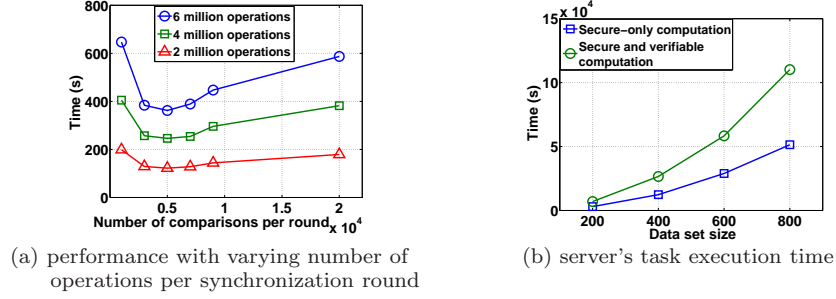 800
600
400
200
0
Time (s)
6 million operations
4 million operations
2 million operations
0.5
1
1.5
2
x 10^4
Number of comparisons per round
(a) performance with varying number of
operations per synchronization round
15
10
5
0
x 10^4
Time (s)
Secure-only computation
Secure and verifiable
computation
200
400
600
800
Data set size
(b) server's task execution time